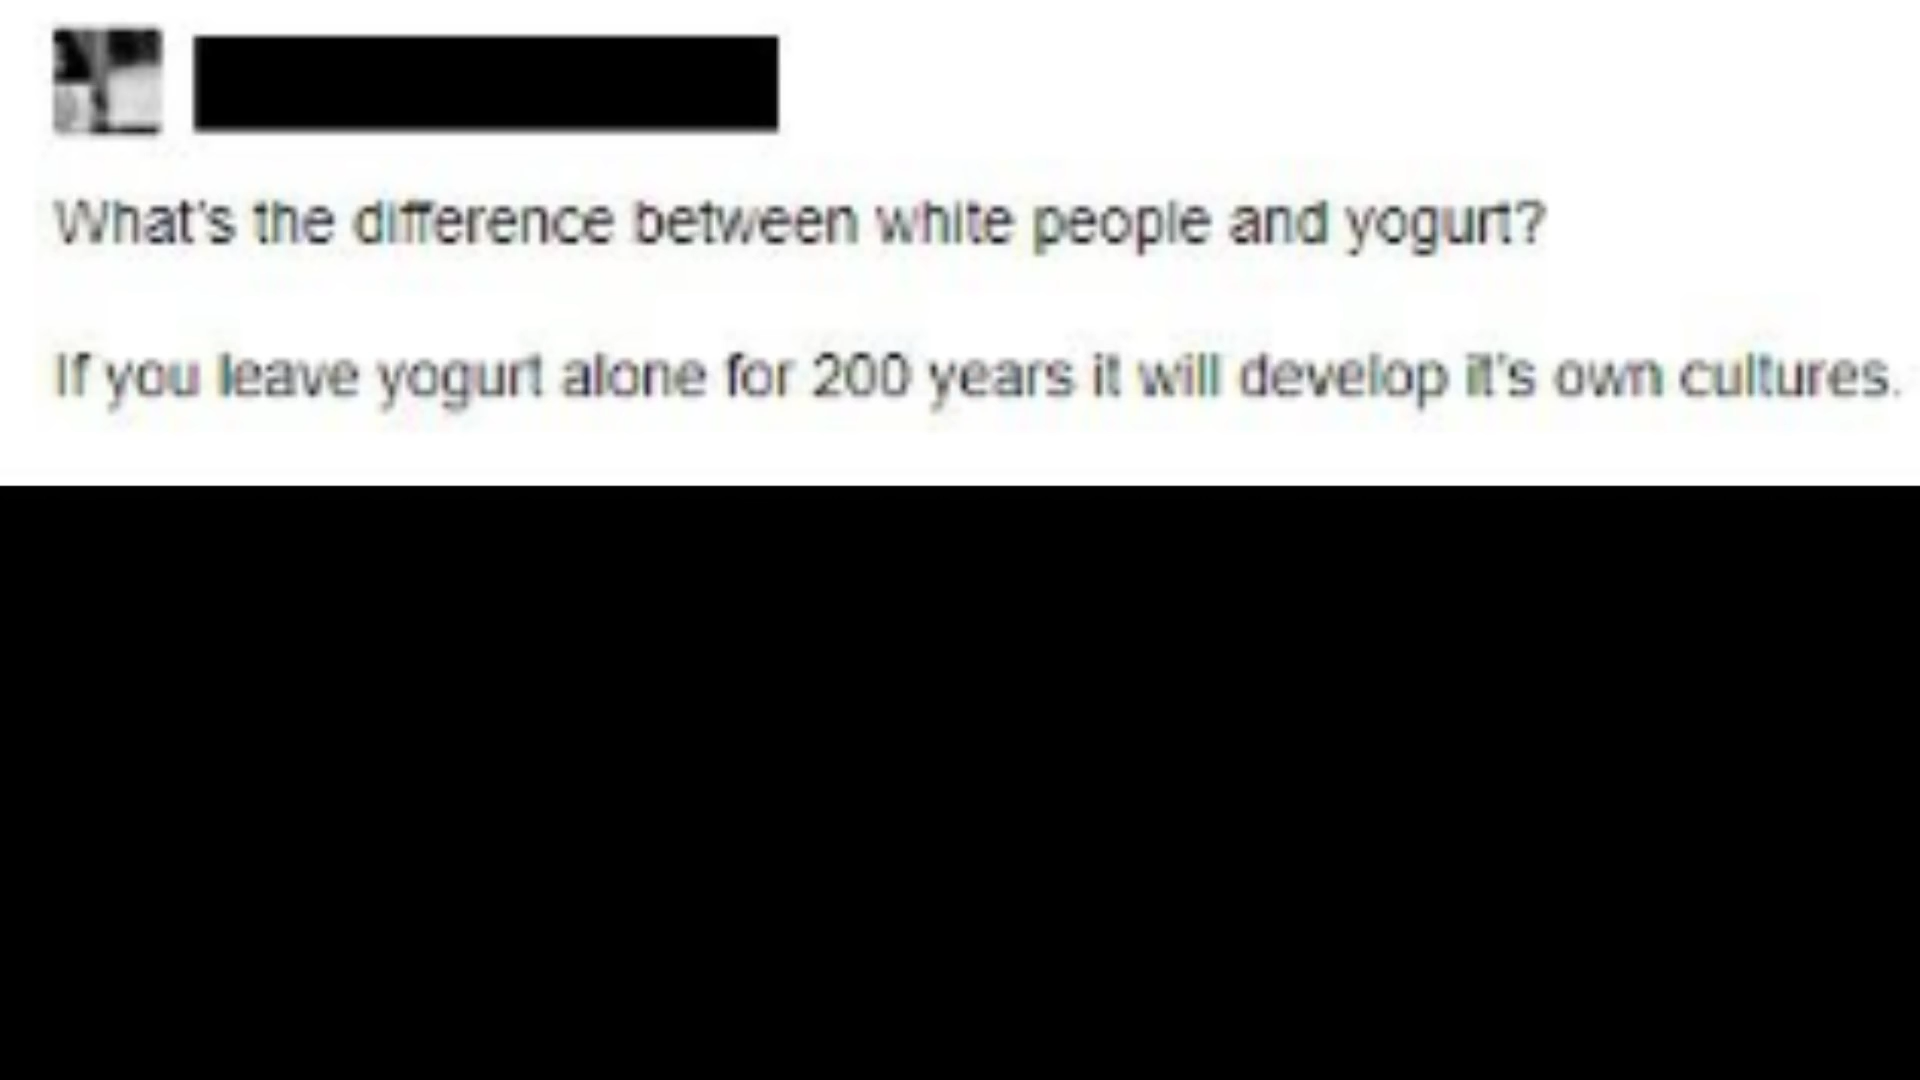 What's the difference between white people and yogurt?
If you leave yogurt alone for 200 years it will develop it's own cultures.